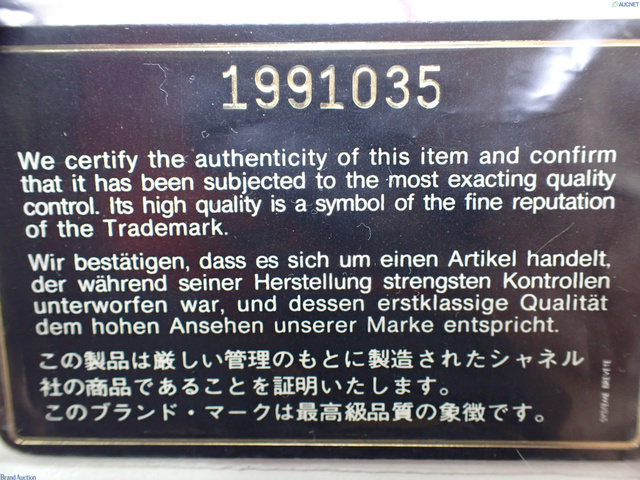 AUCNET
1991035
We certify the authenticity of this item and confirm
that it has been subjected to the most exacting quality
control. Its high quality is a symbol of the fine reputation
of the Trademark.
Wir bestätigen, dass es sich um einen Artikel handelt,
der während seiner Herstellung strengsten Kontrollen
unterworfen war, und dessen erstklassige Qualität
dem hohen Ansehen unserer Marke entspricht.
この製品は厳しい管理のもとに製造されたシャネル
社の商品であることを証明いたします。
このブランド・マークは最高級品質の象徴です。
SYSTEME BREVETE
Brand Auction